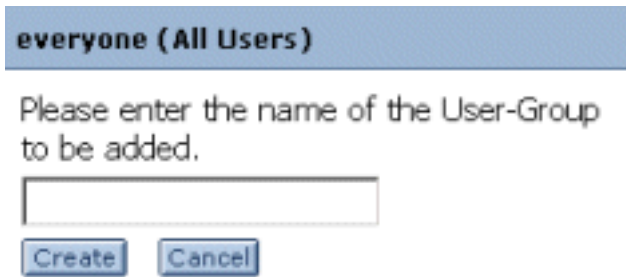 everyone (All Users)
Please enter the name of the User-Group
to be added.
Create Cancel